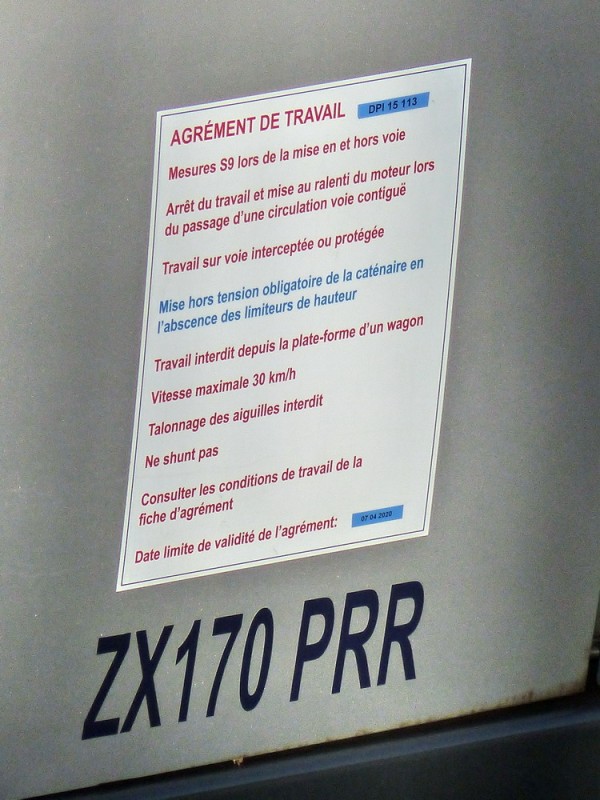 AGRÉMENT DE TRAVAIL DPI 15 113
Mesures S9 lors de la mise en et hors voie
Arrêt du travail et mise au ralenti du moteur lors
du passage d'une circulation voie contiguë
Travail sur voie interceptée ou protégée
Mise hors tension obligatoire de la caténaire en
l'abscence des limiteurs de hauteur
Travail interdit depuis la plate-forme d'un wagon
Vitesse maximale 30 km/h
Talonnage des aiguilles interdit
Ne shunt pas
Consulter les conditions de travail de la
fiche d'agrément
Date limite de validité de l'agrément: 07 04 2020
ZX170 PRR